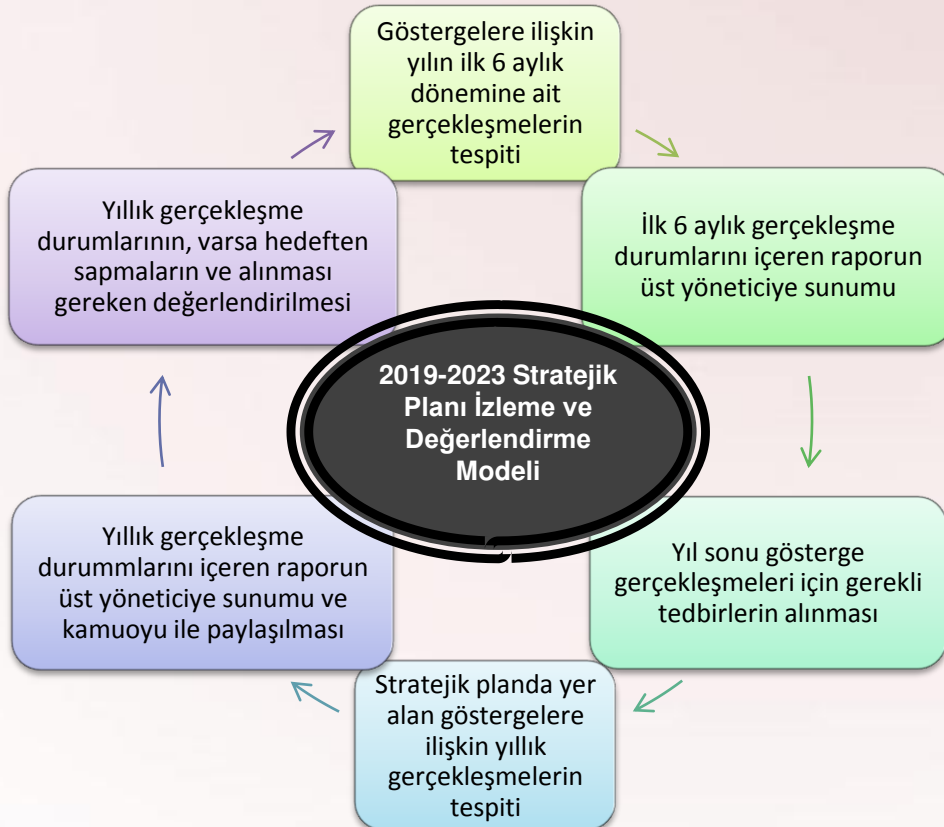 Göstergelere ilişkin
yılın ilk 6 aylık
dönemine ait
gerçekleşmelerin
tespiti
İlk 6 aylık gerçekleşme
durumlarını içeren raporun
üst yöneticiye sunumu
Yıl sonu gösterge
gerçekleşmeleri için gerekli
tedbirlerin alınması
Stratejik planda yer
alan göstergelere
ilişkin yıllık
gerçekleşmelerin
tespiti
Yıllık gerçekleşme
durummlarını içeren raporun
üst yöneticiye sunumu ve
kamuoyu ile paylaşılması
Yıllık gerçekleşme
durumlarının, varsa hedeften
sapmaların ve alınması
gereken değerlendirilmesi
2019-2023 Stratejik
Planı İzleme ve
Değerlendirme
Modeli